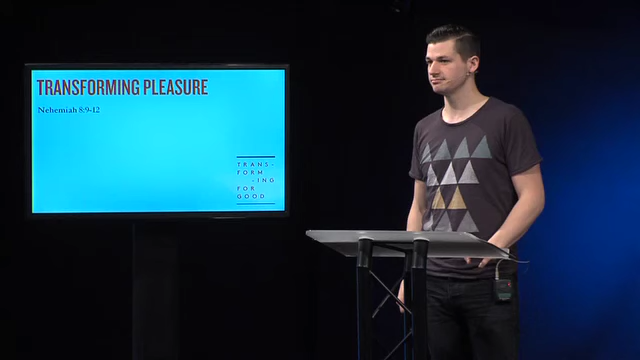 TRANSFORMING PLEASURE
Nehemiah 8:9-12
TRANS-
FORM
-ING
FOR
GOOD